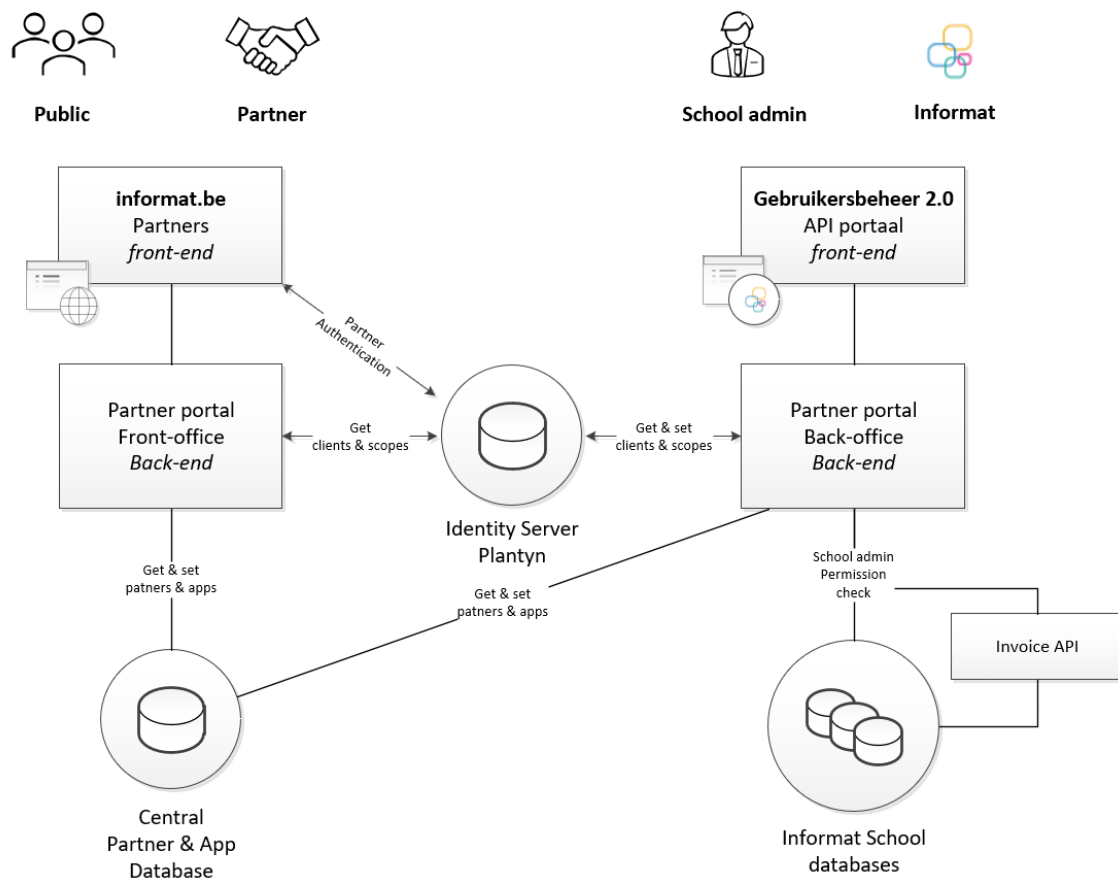 Public
Partner
School admin
Informat
informat.be
Partners
front-end
Gebruikersbeheer 2.0
API portaal
front-end
Partner
Authentication
Partner portal
Front-office
Back-end
Get
clients & scopes
Get & set
clients & scopes
Partner portal
Back-office
Back-end
Identity Server
Plantyn
Get & set
patners & apps
Get & set
patners & apps
School admin
Permission
check
Invoice API
Central
Partner & App
Database
Informat School
databases